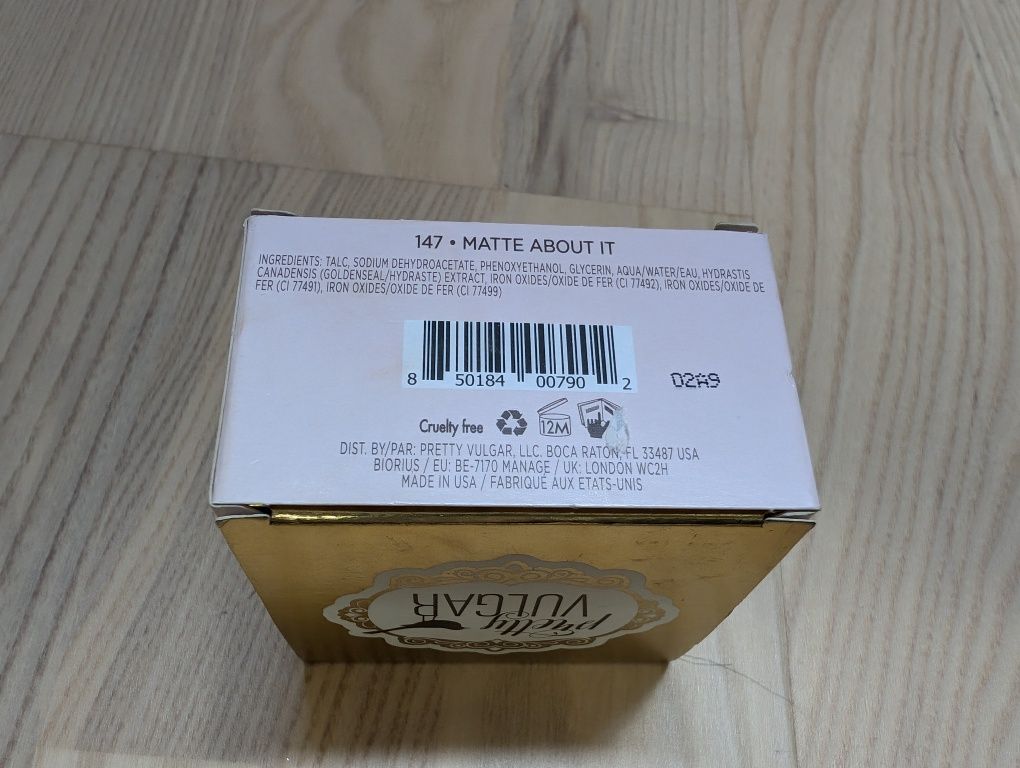 147 • MATTE ABOUT IT
INGREDIENTS: TALC, SODIUM DEHYDROACETATE, PHENOXYETHANOL, GLYCERIN, AQUA/WATER/EAU, HYDRASTIS
CANADENSIS (GOLDENSEAL/HYDRASTE) EXTRACT, IRON OXIDES/OXIDE DE FER (CI 77492), IRON OXIDES/OXIDE DE
FER (CI 77491), IRON OXIDES/OXIDE DE FER (CI 77499)
8 50184 00790 2
02A9
Cruelty free
12M
DIST. BY/PAR: PRETTY VULGAR, LLC. BOCA RATON, FL 33487 USA
BIORIUS / EU: BE-7170 MANAGE / UK: LONDON WC2H
MADE IN USA / FABRIQUÉ AUX ETATS-UNIS
pretty
VULGAR